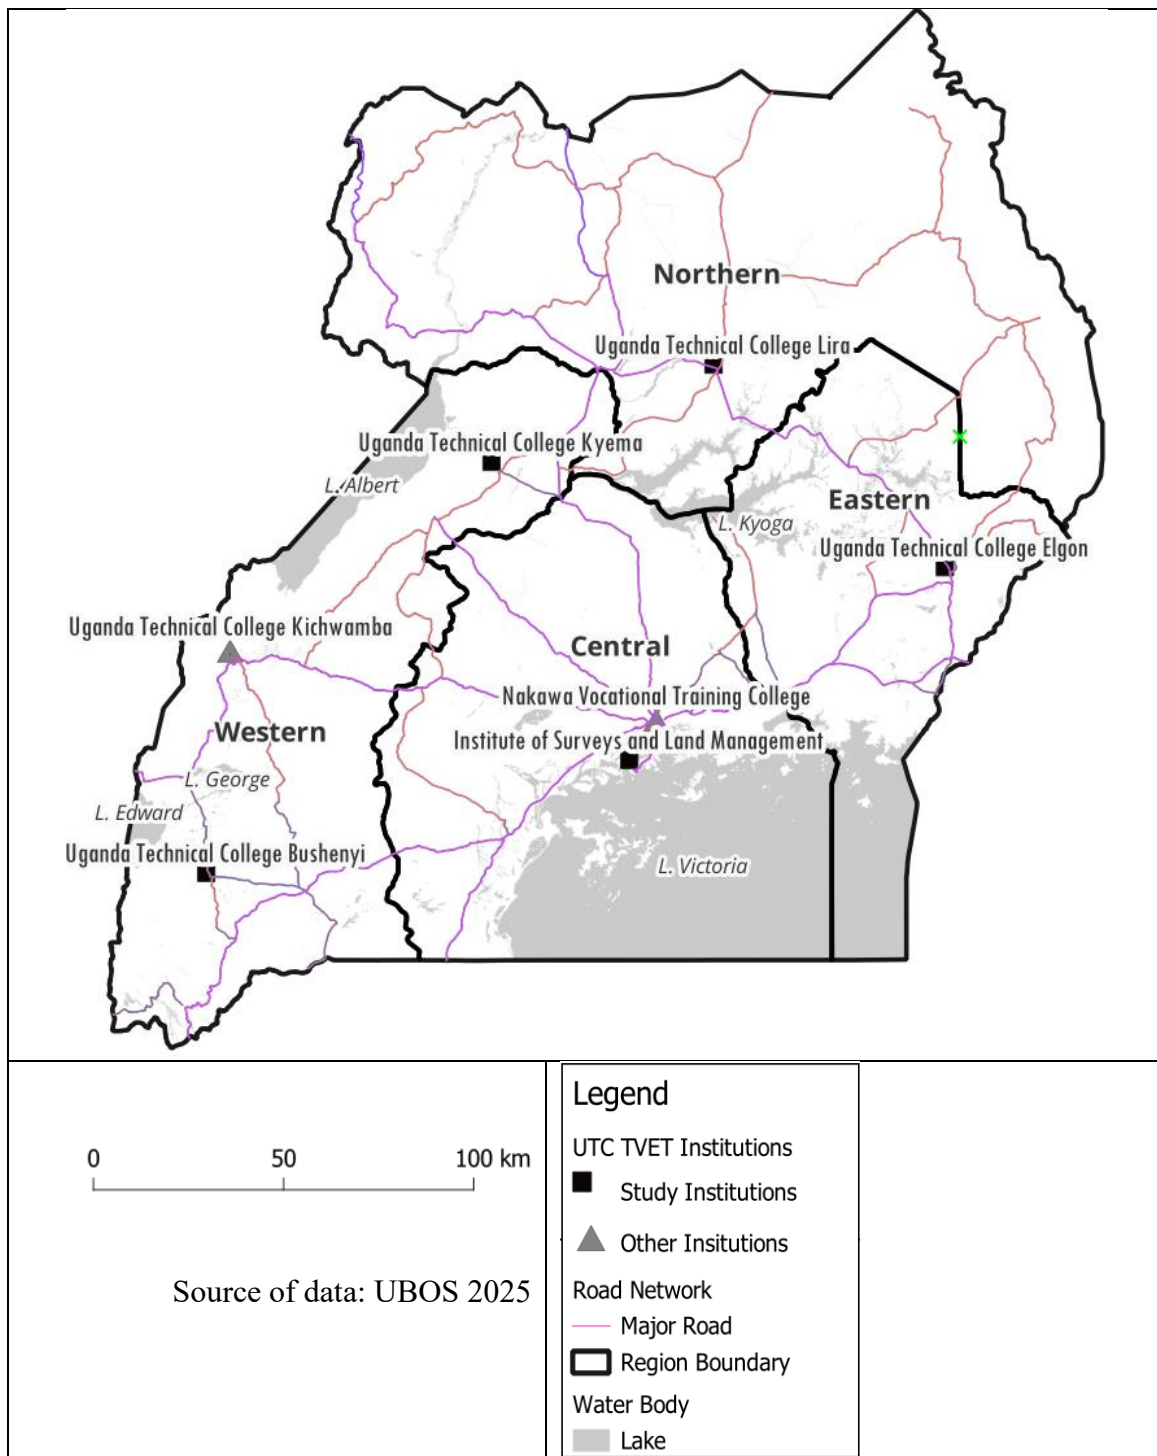 Northern
Uganda Technical College Lira
Uganda Technical College Kyema
L. Albert
Eastern
L. Kyoga
Uganda Technical College Elgon
Uganda Technical College Kichwamba
Central
Nakawa Vocational Training College
Western
Institute of Surveys and Land Management
L. George
L. Edward
Uganda Technical College Bushenyi
L. Victoria
0 50 100 km
Source of data: UBOS 2025
Legend
UTC TVET Institutions
Study Institutions
Other Insitutions
Road Network
Major Road
Region Boundary
Water Body
Lake